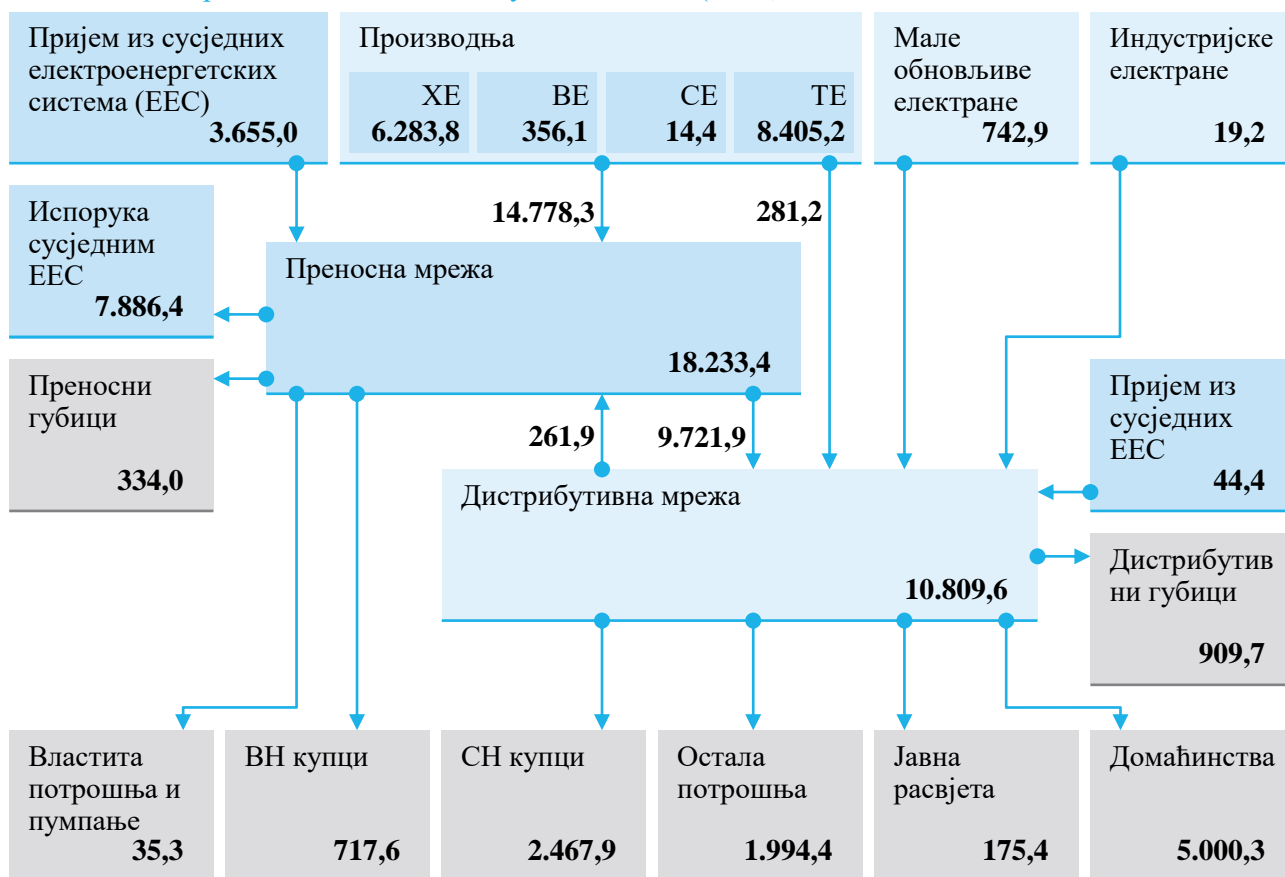 Пријем из сусједних
електроенергетских
система (ЕЕС)
3.655,0
Производња
ХЕ
6.283,8
ВЕ
356,1
СЕ
14,4
ТЕ
8.405,2
Мале
обновљиве
електране
742,9
Индустријске
електране
19,2
Испорука
сусједним
ЕЕС
7.886,4
14.778,3
281,2
Преносна мрежа
18.233,4
Преносни
губици
334,0
261,9
9.721,9
Пријем из
сусједних
ЕЕС
44,4
Дистрибутивна мрежа
10.809,6
Дистрибутив
ни губици
909,7
Властита
потрошња и
пумпање
35,3
ВН купци
717,6
СН купци
2.467,9
Остала
потрошња
1.994,4
Јавна
расвјета
175,4
Домаћинства
5.000,3